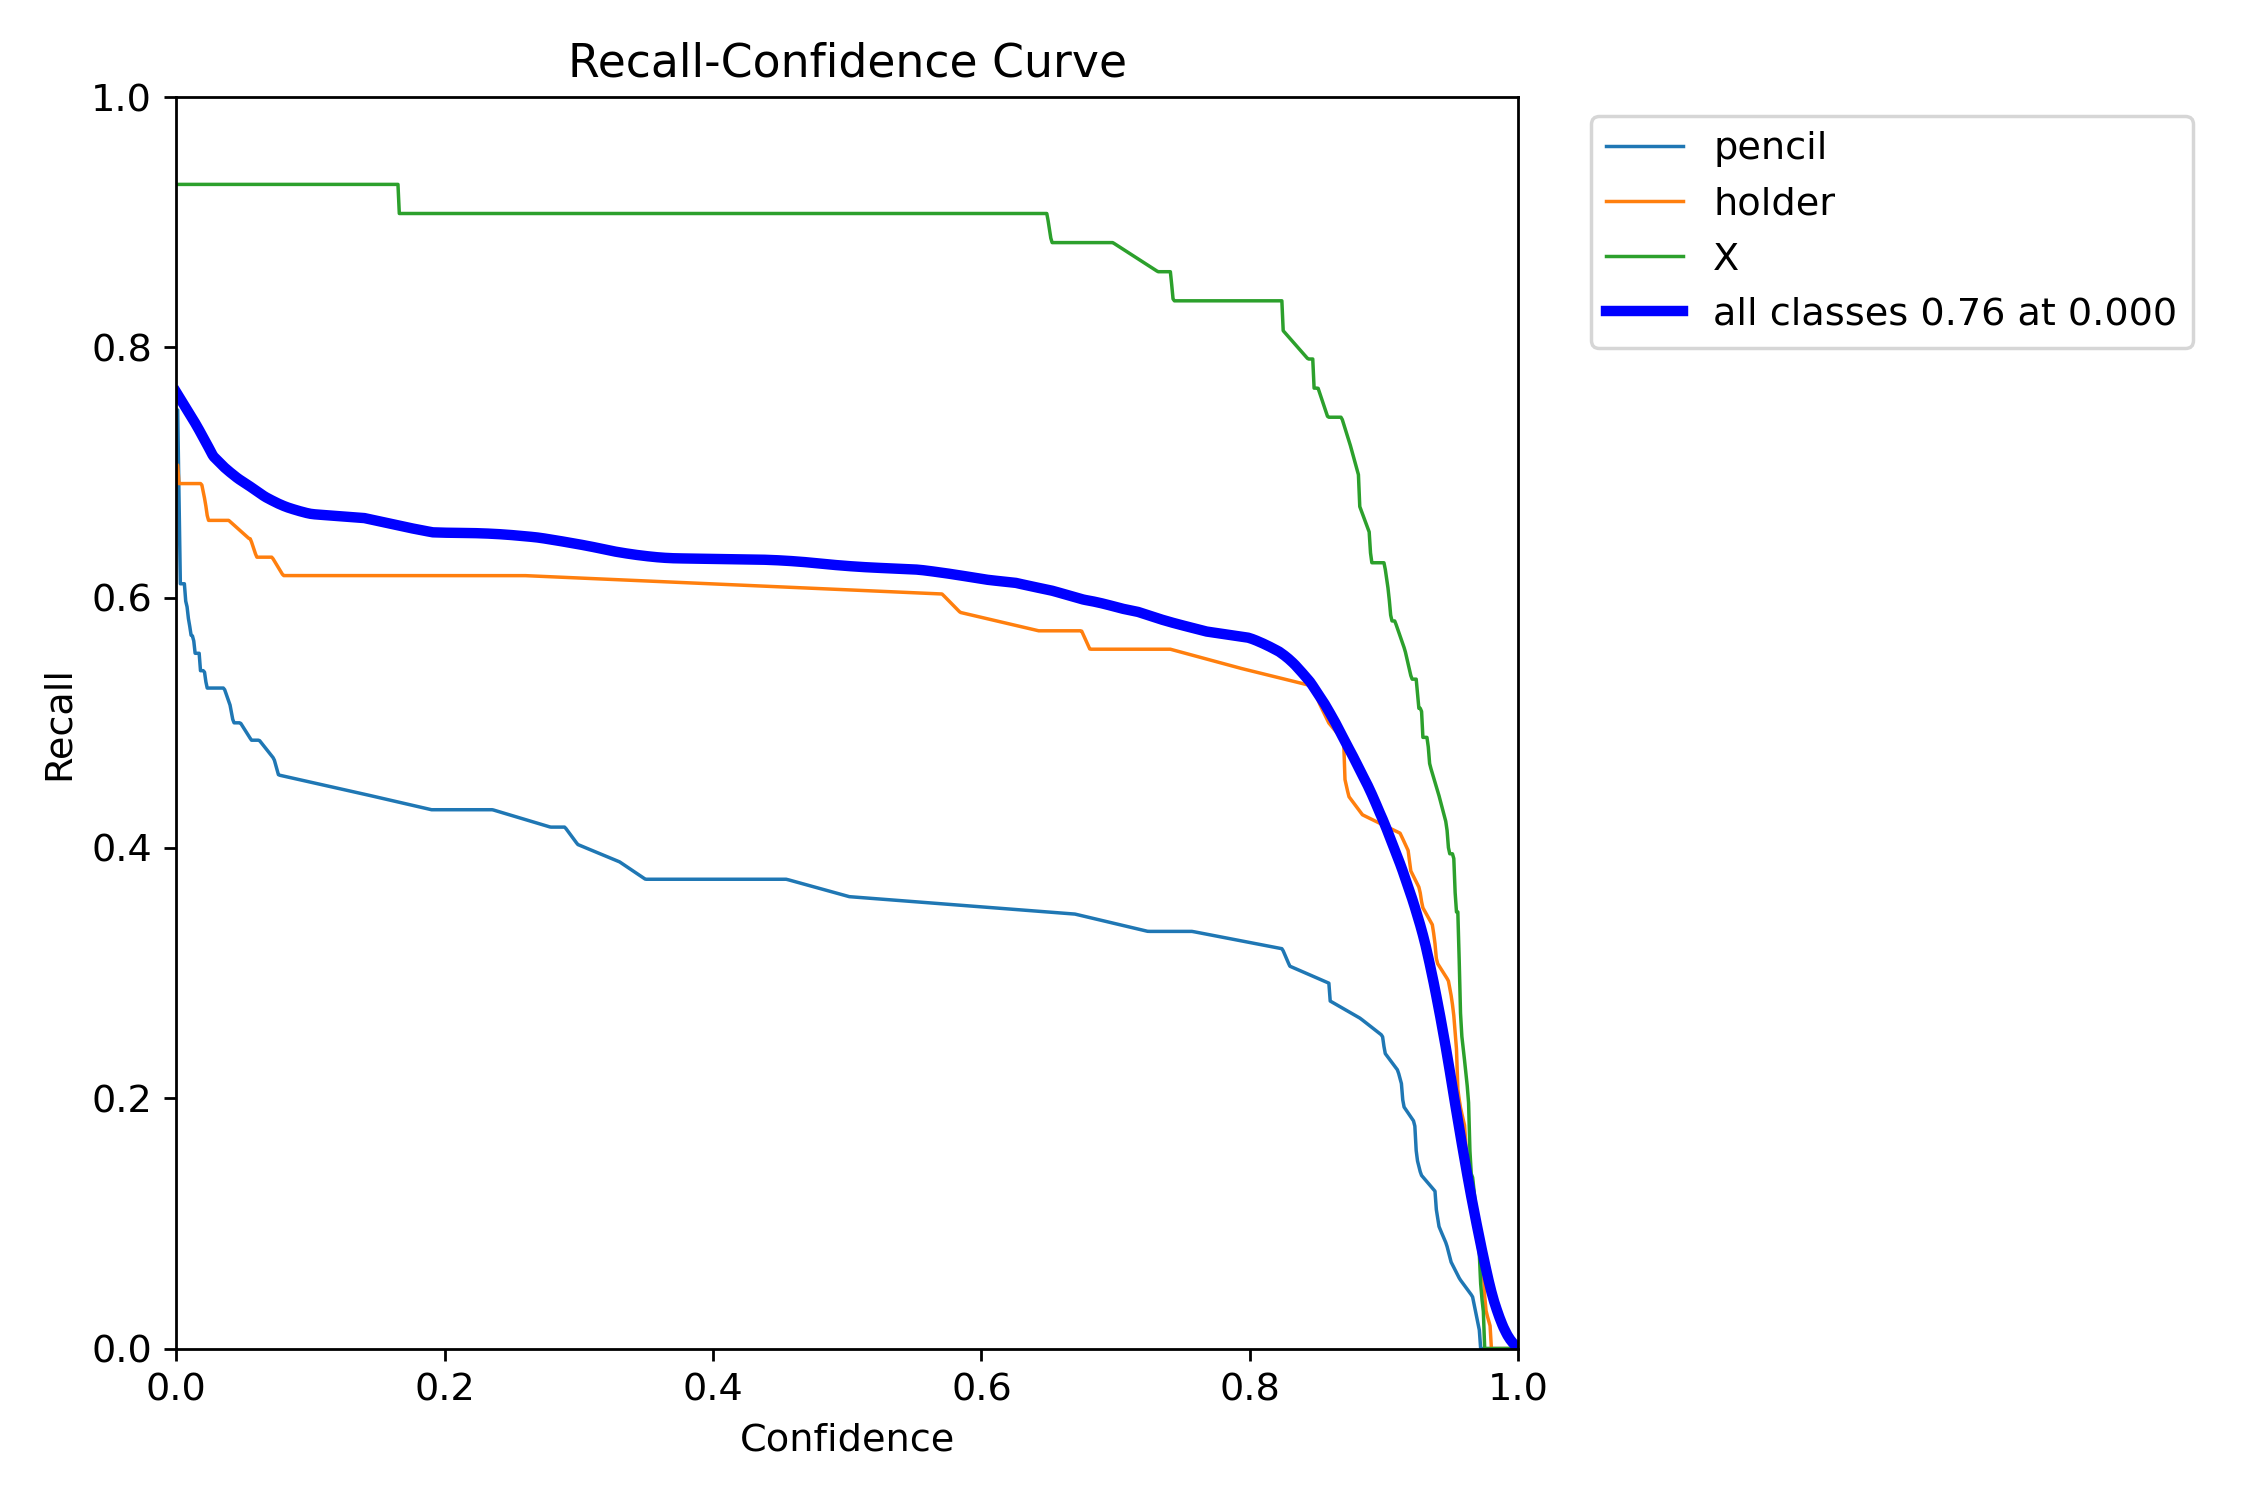 Recall-Confidence Curve
1.0
0.8
0.6
0.4
0.2
0.0
Recall
0.0 0.2 0.4 0.6 0.8 1.0
Confidence
pencil
holder
X
all classes 0.76 at 0.000